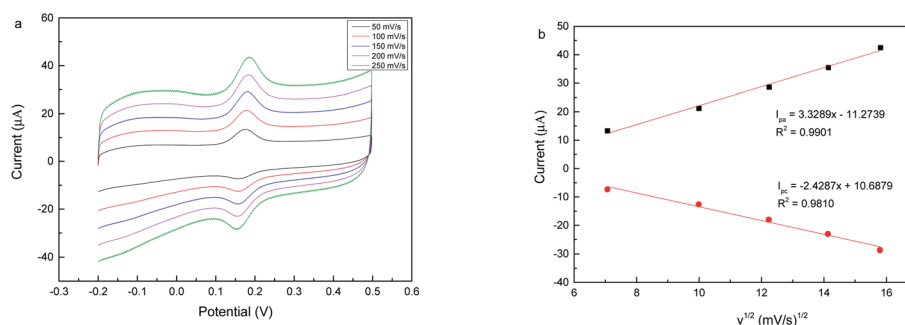 a
50 mV/s
100 mV/s
150 mV/s
200 mV/s
250 mV/s
60
40
20
0
-20
-40
Current (µA)
-0.3 -0.2 -0.1 0.0 0.1 0.2 0.3 0.4 0.5 0.6
Potential (V)
b
50
40
30
20
10
0
-10
-20
-30
-40
Current (µA)
I_pa = 3.3289x - 11.2739
R² = 0.9901
I_pc = -2.4287x + 10.6879
R² = 0.9810
6 8 10 12 14 16
v^1/2 (mV/s)^1/2